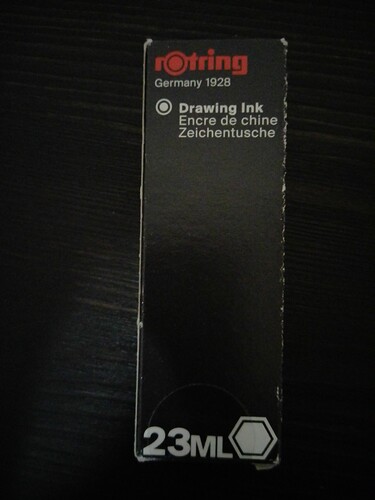 rotring
Germany 1928
Drawing Ink
Encre de chine
Zeichentusche
23ML